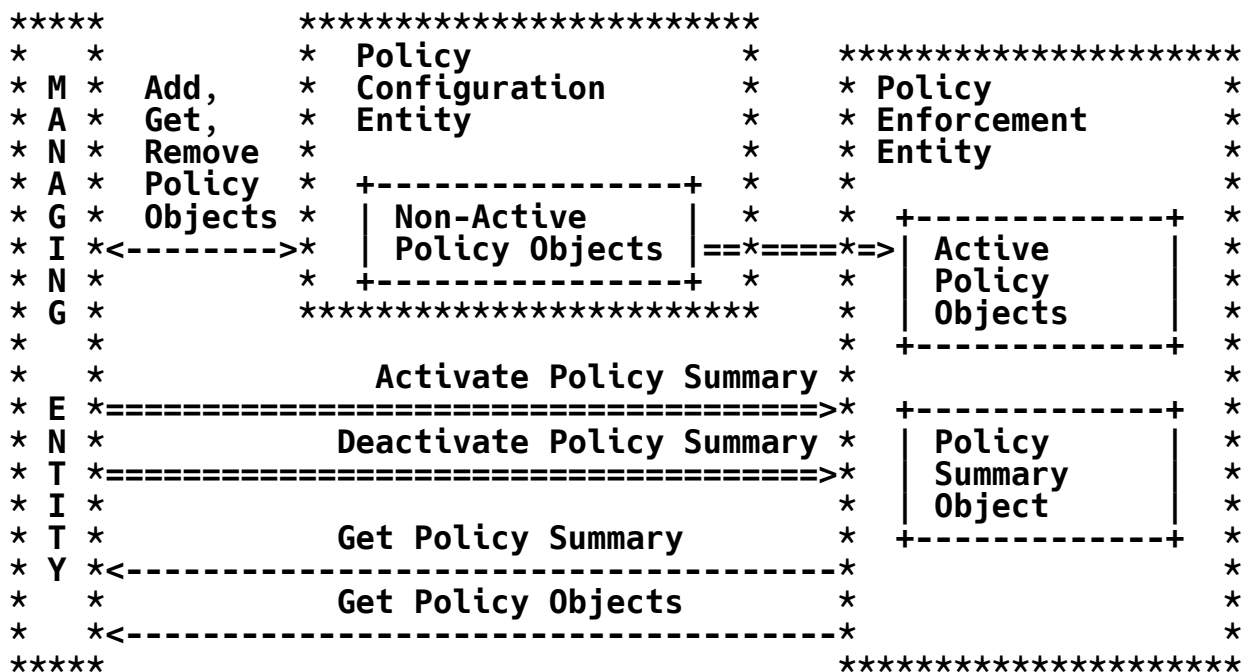 *****          ************************
*   *          *  Policy              *    *********************
* M *  Add,    *  Configuration       *    * Policy            *
* A *  Get,    *  Entity              *    * Enforcement       *
* N *  Remove  *                      *    * Entity            *
* A *  Policy  *  +----------------+  *    *                   *
* G *  Objects *  | Non-Active     |  *    *  +-------------+  *
* I *<-------->*  | Policy Objects |==*====*=>| Active      |  *
* N *          *  +----------------+  *    *  | Policy      |  *
* G *          ************************    *  | Objects     |  *
*   *                                      *  +-------------+  *
*   *              Activate Policy Summary *                   *
* E *=====================================>*  +-------------+  *
* N *            Deactivate Policy Summary *  | Policy      |  *
* T *=====================================>*  | Summary     |  *
* I *                                      *  | Object      |  *
* T *            Get Policy Summary        *  +-------------+  *
* Y *<-------------------------------------*                   *
*   *            Get Policy Objects        *                   *
*   *<-------------------------------------*                   *
*****                                      *********************